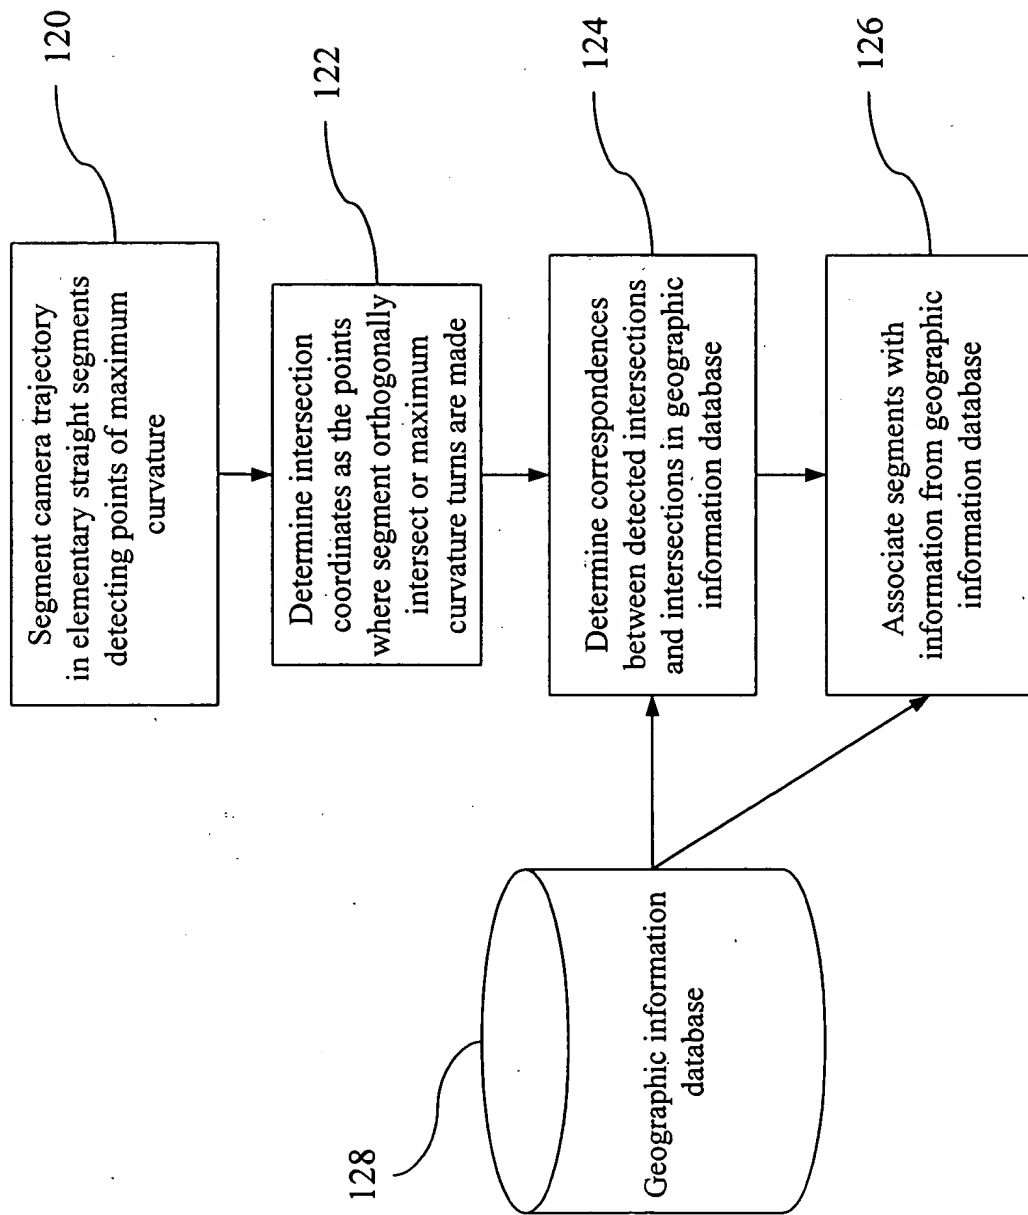 120
Segment camera trajectory
in elementary straight segments
detecting points of maximum
curvature
122
Determine intersection
coordinates as the points
where segment orthogonally
intersect or maximum
curvature turns are made
124
Determine correspondences
between detected intersections
and intersections in geographic
information database
126
Associate segments with
information from geographic
information database
128
Geographic information
database